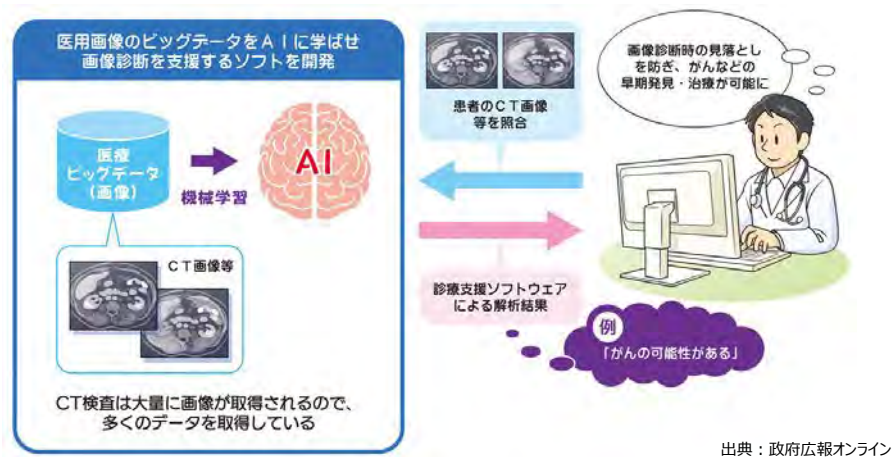 医用画像のビッグデータをAIに学ばせ
画像診断を支援するソフトを開発
医療
ビッグデータ
(画像)
機械学習
AI
CT画像等
CT検査は大量に画像が取得されるので、
多くのデータを取得している
患者のCT画像
等を照合
診療支援ソフトウェア
による解析結果
画像診断時の見落とし
を防ぎ、がんなどの
早期発見・治療が可能に
例
「がんの可能性がある」
出典:政府広報オンライン